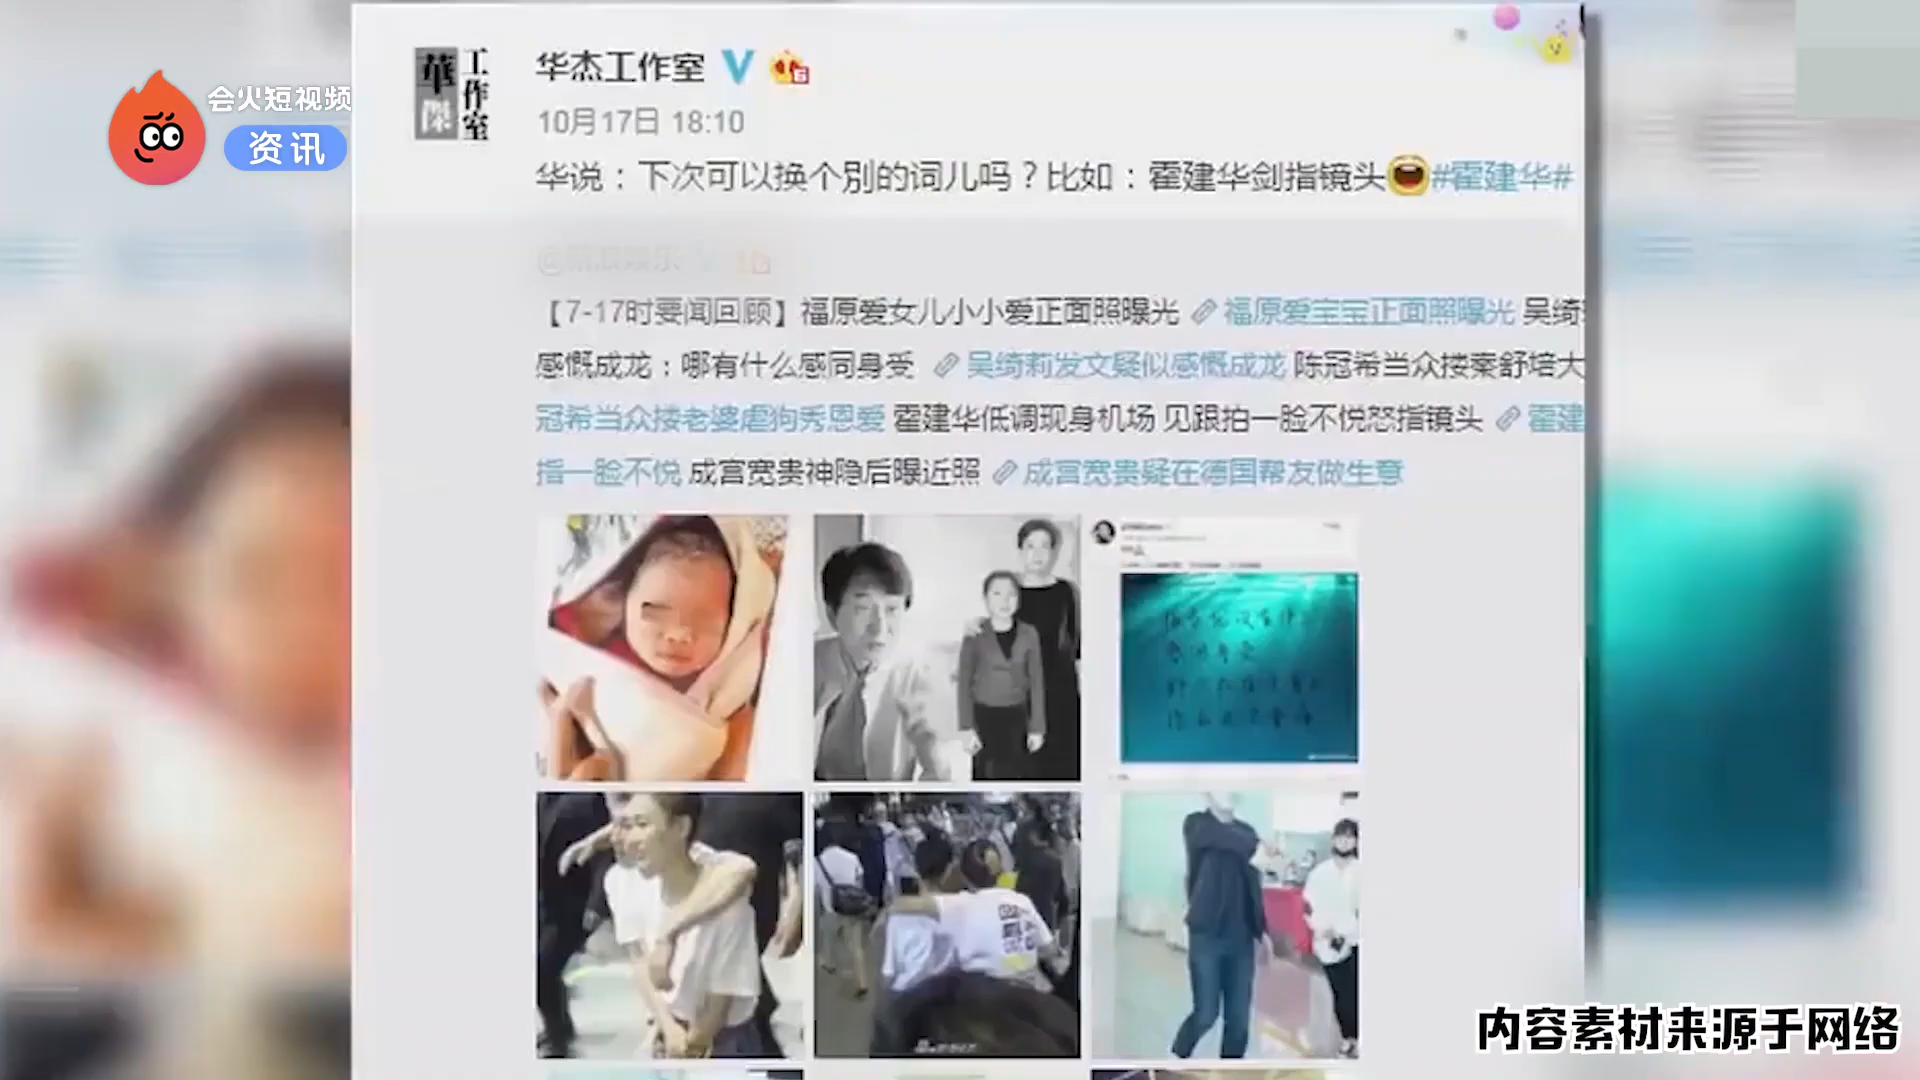 会火短视频
资讯
華傑工作室
华杰工作室
10月17日 18:10
华说：下次可以换个别的词儿吗？比如：霍建华剑指镜头#霍建华#
【7-17时要闻回顾】福原爱女儿小小爱正面照曝光 福原爱宝宝正面照曝光 吴绮
感慨成龙：哪有什么感同身受 吴绮莉发文疑似感慨成龙 陈冠希当众搂秦舒培大
冠希当众搂老婆虐狗秀恩爱 霍建华低调现身机场 见跟拍一脸不悦怒指镜头 霍建
指一脸不悦 成宫宽贵神隐后曝近照 成宫宽贵疑在德国帮友做生意
内容素材来源于网络